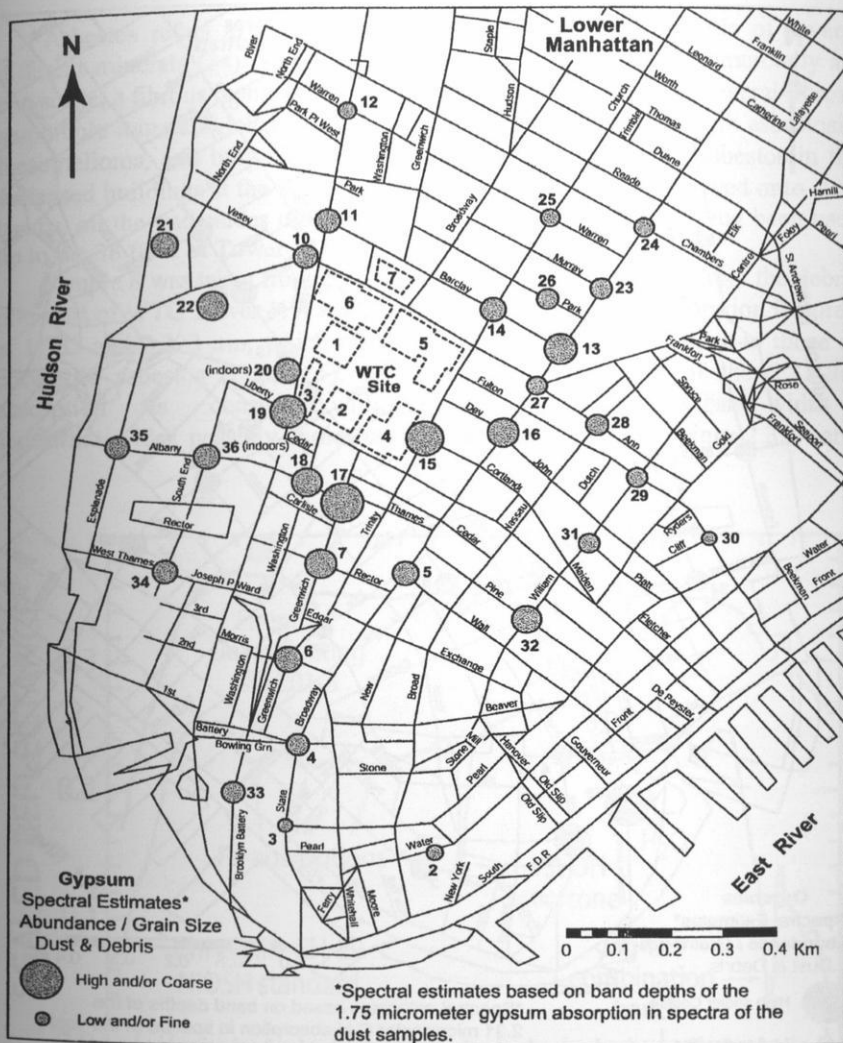 Lower
Manhattan
N
Hudson River
East River
WTC
Site
White
Franklin
Leonard
Lafayette
Catherine
Worth
Staple
Hudson
Church
Thomas
Trimble
Duane
Reade
River
North End
Warren
12
Park Pl West
Washington
Greenwich
Broadway
North End
Park
Vesey
25
Warren
24
Chambers
Elk
Centre
Foley
Hamill
Pearl
St Andrews
21
11
10
7
Murray
26
Park
23
Barclay
22
6
5
14
13
Park
Frankfort
1
(indoors) 20
Liberty
3
2
4
19
Cedar
Fulton
27
Dey
28
Ann
Spruce
Beekman
Gold
Rose
Frankfort
35
Albany
36 (indoors)
South End
18
17
15
16
Cortlandt
John
Dutch
29
Esplanade
Rector
Carlisle
Trinity
Thames
Cedar
Nassau
31
Ryders
Cliff
30
Water
Front
Beekman
West Thames
34
Joseph P Ward
Washington
7
Greenwich
Rector
5
Pine
William
Maiden
Platt
Fletcher
3rd
Edgar
Wall
32
2nd
Morris
6
Exchange
De Peyster
1st
Washington
Greenwich
Broadway
New
Broad
Beaver
Front
Battery
Bowling Grn
4
Stone
Stone
Mill
Pearl
Hanover
Gouverneur
33
State
Old Slip
Old Slip
Brooklyn Battery
3
Pearl
Water
2
Ferry
Whitehall
Moore
New York
South
F.D.R
Gypsum
Spectral Estimates*
Abundance / Grain Size
Dust & Debris
High and/or Coarse
Low and/or Fine
0 0.1 0.2 0.3 0.4 Km
*Spectral estimates based on band depths of the
1.75 micrometer gypsum absorption in spectra of the
dust samples.